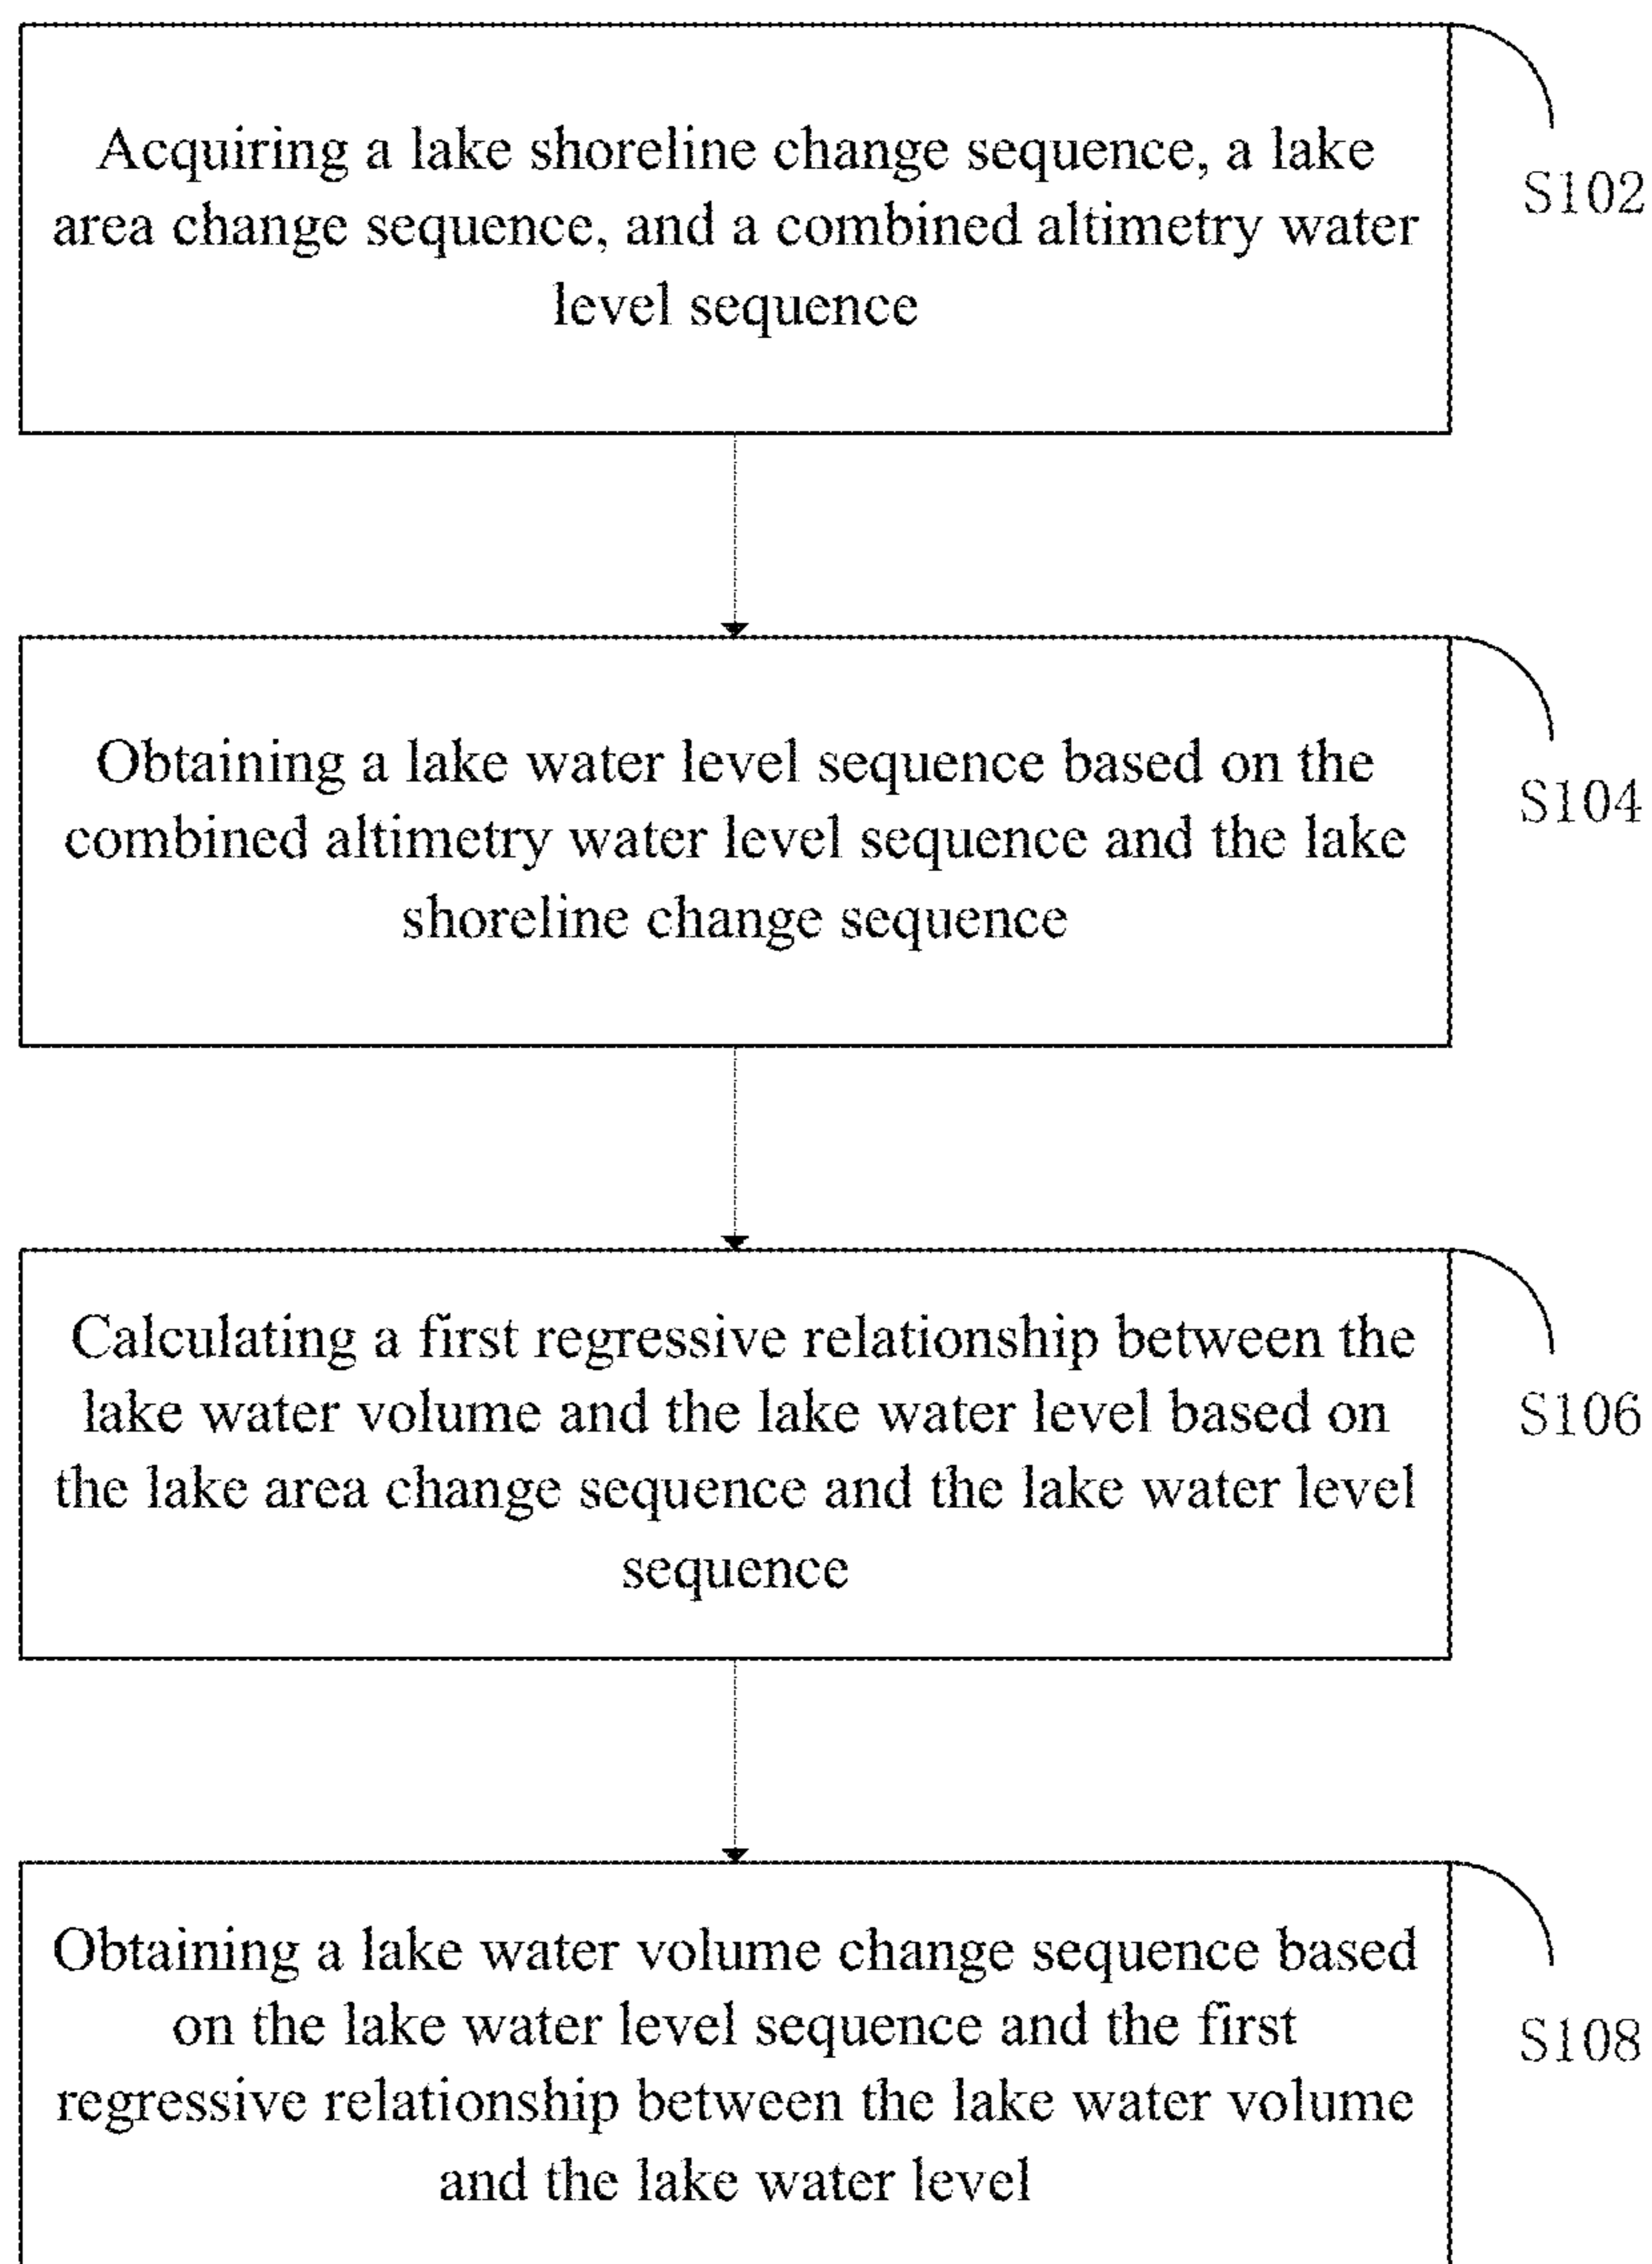 Acquiring a lake shoreline change sequence, a lake
area change sequence, and a combined altimetry water
level sequence
S102
Obtaining a lake water level sequence based on the
combined altimetry water level sequence and the lake
shoreline change sequence
S104
Calculating a first regressive relationship between the
lake water volume and the lake water level based on
the lake area change sequence and the lake water level
sequence
S106
Obtaining a lake water volume change sequence based
on the lake water level sequence and the first
regressive relationship between the lake water volume
and the lake water level
S108